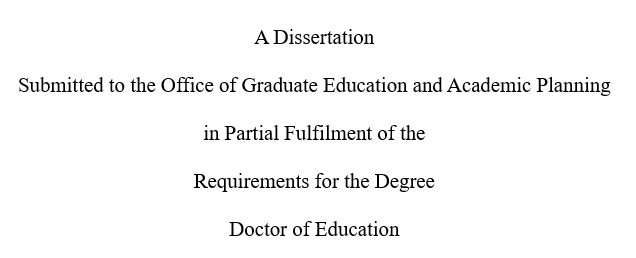 A Dissertation
Submitted to the Office of Graduate Education and Academic Planning
in Partial Fulfilment of the
Requirements for the Degree
Doctor of Education